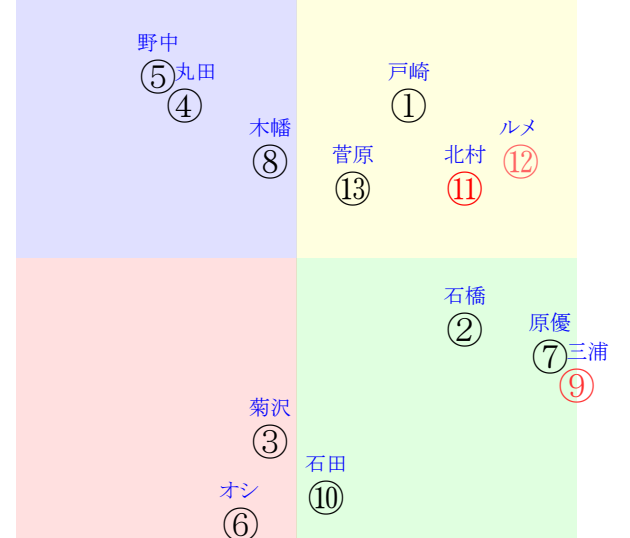 野中
⑤
丸田
④
木幡
⑧
戸崎
①
菅原
⑬
北村
⑪
ルメ
⑫
石橋
②
原優
⑦
三浦
⑨
菊沢
③
石田
⑩
オシ
⑥